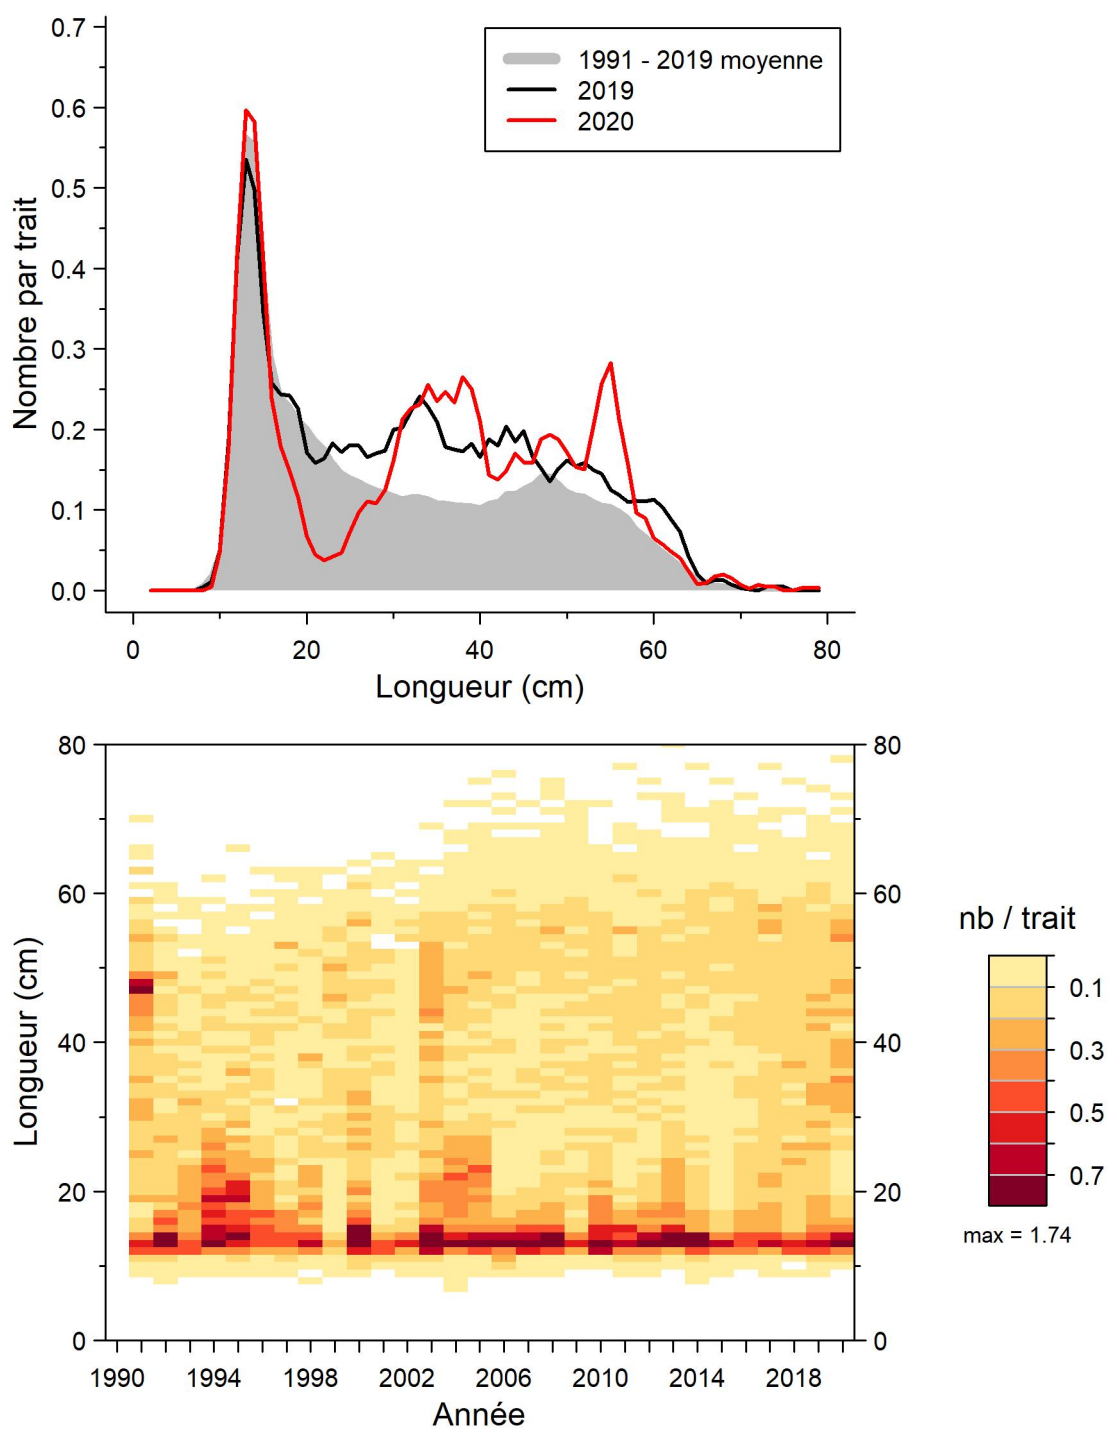 0.7
0.6
0.5
0.4
0.3
0.2
0.1
0.0
Nombre par trait
1991 - 2019 moyenne
2019
2020
0 20 40 60 80
Longueur (cm)
80
60
40
20
0
Longueur (cm)
80
60
40
20
0
1990 1994 1998 2002 2006 2010 2014 2018
Année
nb / trait
0.1
0.3
0.5
0.7
max = 1.74